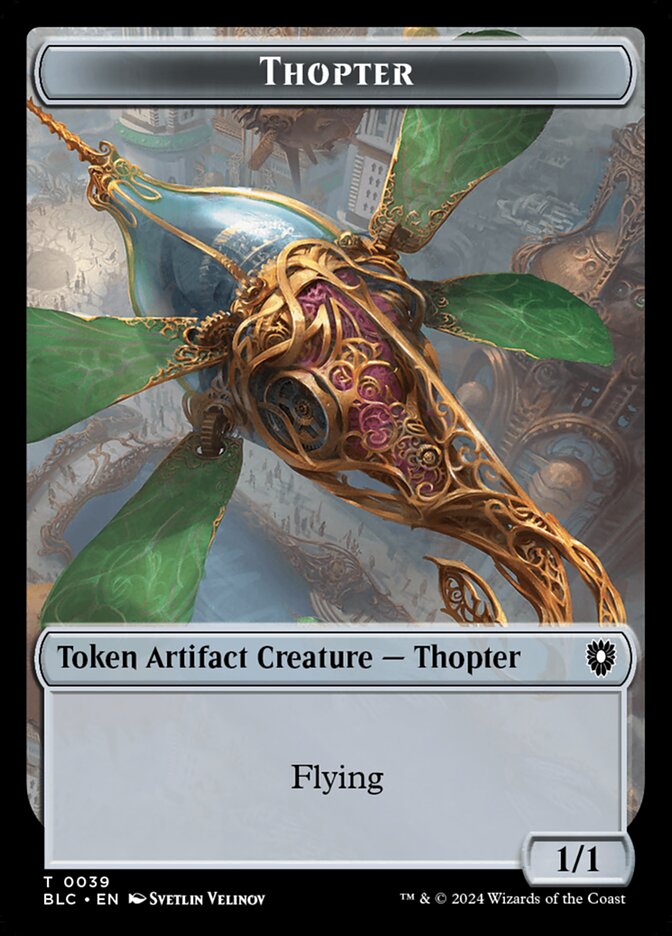 Thopter
Token Artifact Creature — Thopter
Flying
1/1
T 0039
BLC • EN Svetlin Velinov
™ & © 2024 Wizards of the Coast